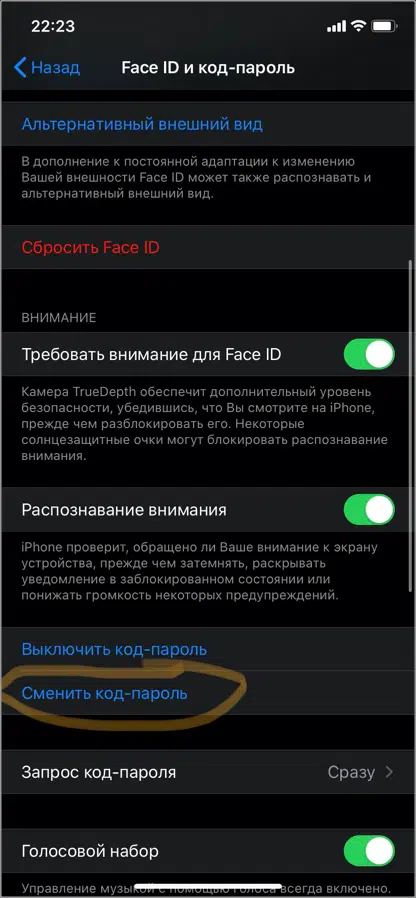 22:23
Назад
Face ID и код-пароль
Альтернативный внешний вид
В дополнение к постоянной адаптации к изменению
Вашей внешности Face ID может также распознавать и
альтернативный внешний вид.
Сбросить Face ID
ВНИМАНИЕ
Требовать внимание для Face ID
Камера TrueDepth обеспечит дополнительный уровень
безопасности, убедившись, что Вы смотрите на iPhone,
прежде чем разблокировать его. Некоторые
солнцезащитные очки могут блокировать распознавание
внимания.
Распознавание внимания
iPhone проверит, обращено ли Ваше внимание к экрану
устройства, прежде чем затемнять, раскрывать
уведомление в заблокированном состоянии или
понижать громкость некоторых предупреждений.
Выключить код-пароль
Сменить код-пароль
Запрос код-пароля
Сразу
Голосовой набор
Управление музыкой с помощью голоса всегда включено.